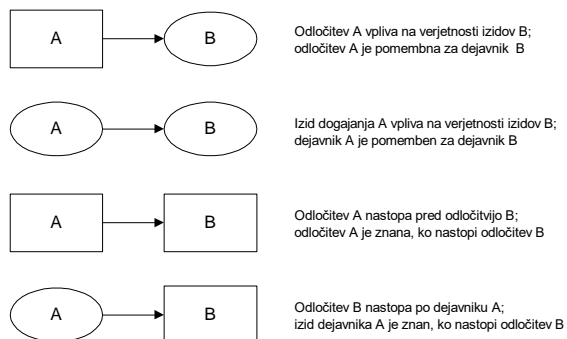 A B
Odločitev A vpliva na verjetnosti izidov B;
odločitev A je pomembna za dejavnik B
A B
Izid dogajanja A vpliva na verjetnosti izidov B;
dejavnik A je pomemben za dejavnik B
A B
Odločitev A nastopa pred odločitvijo B;
odločitev A je znana, ko nastopi odločitev B
A B
Odločitev B nastopa po dejavniku A;
izid dejavnika A je znan, ko nastopi odločitev B